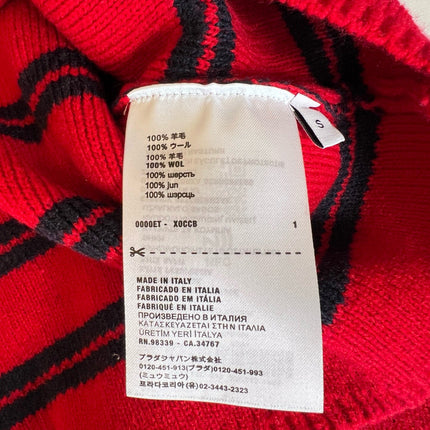 S
100% 羊毛
100% ウール
100% 羊毛
100% WOL
100% шерсть
100% jun
100% шэрсць
0000ET - X0CCB 1
MADE IN ITALY
FABRICADO EN ITALIA
FABRICADO EM ITÁLIA
FABRIQUÉ EN ITALIE
ПРОИЗВЕДЕНО В ИТАЛИЯ
ΚΑΤΑΣΚΕΥΑΖΕΤΑΙ ΣΤΗΝ ΙΤΑΛΙΑ
ÜRETİM YERİ İTALYA
RN.98339 - CA.34767
プラダジャパン株式会社
0120-451-913(プラダ) 0120-451-993
(ミュウミュウ)
프라다코리아(유) 02-3443-2323